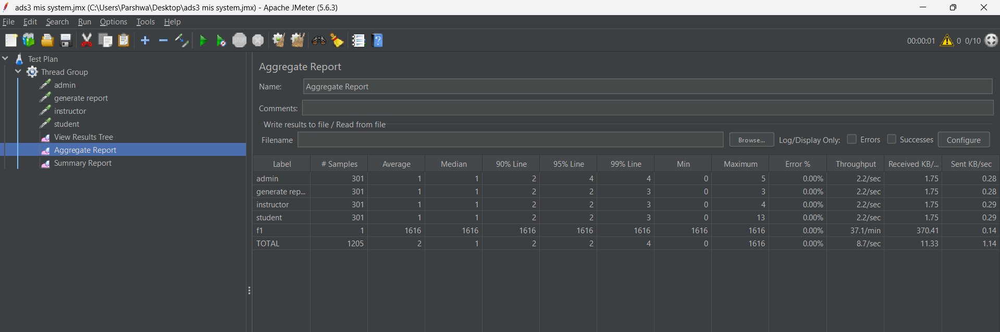 ads3 mis system.jmx (C:\Users\Parshwa\Desktop\ads3 mis system.jmx) - Apache JMeter (5.6.3)
File Edit Search Run Options Tools Help
STOP 00:00:01 0 0/10
Test Plan
Thread Group
admin
generate report
instructor
student
View Results Tree
Aggregate Report
Summary Report
Aggregate Report
Name: Aggregate Report
Comments:
Write results to file / Read from file
Filename Browse... Log/Display Only: Errors Successes Configure
Label # Samples Average Median 90% Line 95% Line 99% Line Min Maximum Error % Throughput Received KB/... Sent KB/sec
admin 301 1 1 2 4 4 0 5 0.00% 2.2/sec 1.75 0.28
generate rep... 301 1 1 2 2 3 0 3 0.00% 2.2/sec 1.75 0.28
instructor 301 1 1 2 2 3 0 4 0.00% 2.2/sec 1.75 0.29
student 301 1 1 2 2 3 0 13 0.00% 2.2/sec 1.75 0.29
f1 1 1616 1616 1616 1616 1616 1616 1616 0.00% 37.1/min 370.41 0.14
TOTAL 1205 2 1 2 2 4 0 1616 0.00% 8.7/sec 11.33 1.14